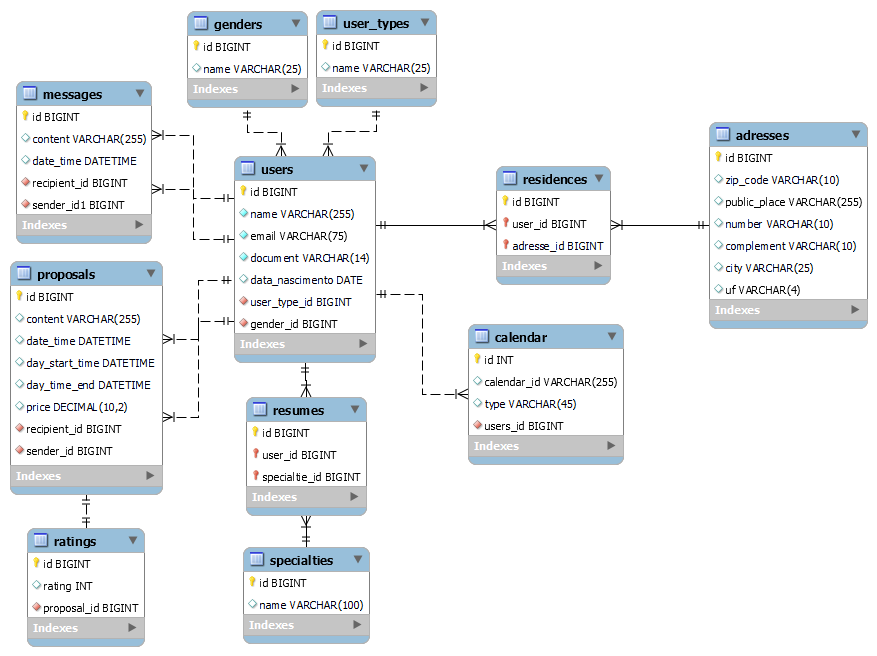 genders
id BIGINT
name VARCHAR(25)
Indexes
user_types
id BIGINT
name VARCHAR(25)
Indexes
messages
id BIGINT
content VARCHAR(255)
date_time DATETIME
recipient_id BIGINT
sender_id1 BIGINT
Indexes
users
id BIGINT
name VARCHAR(255)
email VARCHAR(75)
document VARCHAR(14)
data_nascimento DATE
user_type_id BIGINT
gender_id BIGINT
Indexes
residences
id BIGINT
user_id BIGINT
adresse_id BIGINT
Indexes
adresses
id BIGINT
zip_code VARCHAR(10)
public_place VARCHAR(255)
number VARCHAR(10)
complement VARCHAR(10)
city VARCHAR(25)
uf VARCHAR(4)
Indexes
proposals
id BIGINT
content VARCHAR(255)
date_time DATETIME
day_start_time DATETIME
day_time_end DATETIME
price DECIMAL(10,2)
recipient_id BIGINT
sender_id BIGINT
Indexes
calendar
id INT
calendar_id VARCHAR(255)
type VARCHAR(45)
users_id BIGINT
Indexes
resumes
id BIGINT
user_id BIGINT
specialtie_id BIGINT
Indexes
ratings
id BIGINT
rating INT
proposal_id BIGINT
Indexes
specialties
id BIGINT
name VARCHAR(100)
Indexes